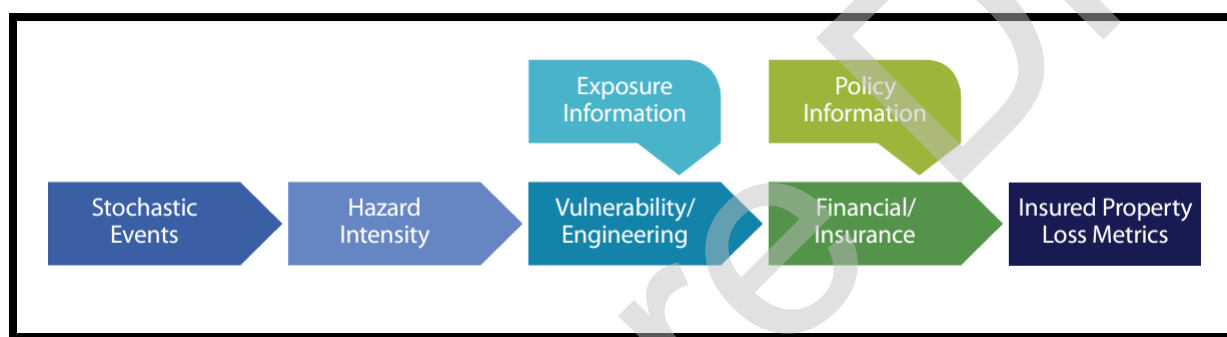 Exposure
Information
Policy
Information
Stochastic
Events
Hazard
Intensity
Vulnerability/
Engineering
Financial/
Insurance
Insured Property
Loss Metrics